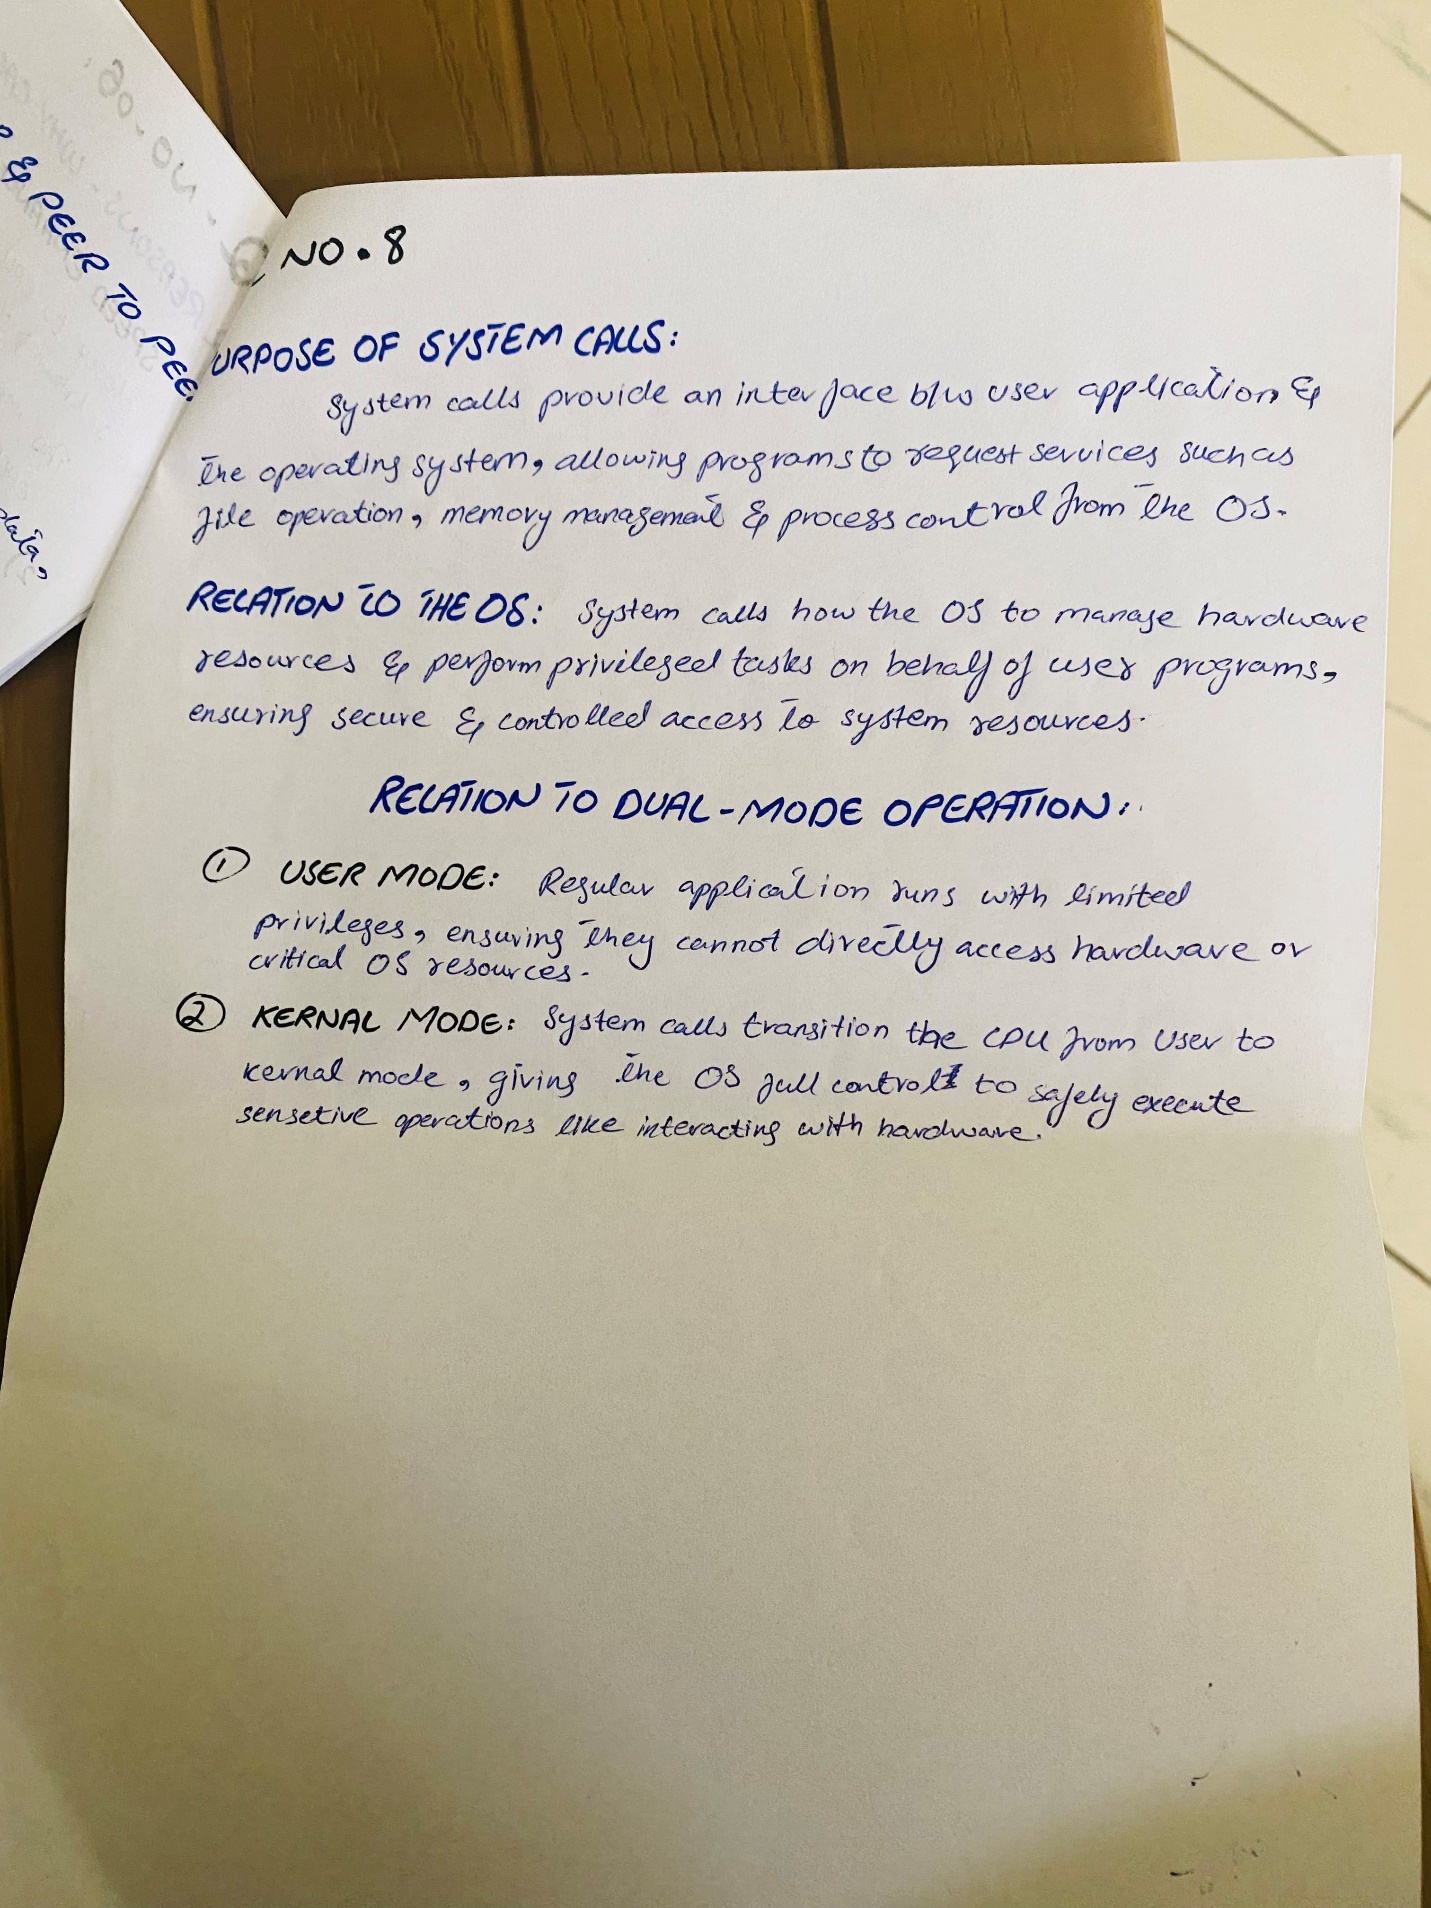 & PEER TO PEE
data,
Q NO. 8
URPOSE OF SYSTEM CALLS:
System calls provide an interface b/w user application &
the operating system, allowing programs to request services such as
file operation, memory management & process control from the OS.
RELATION TO THE OS: System calls how the OS to manage hardware
resources & perform privileged tasks on behalf of user programs,
ensuring secure & controlled access to system resources.
RELATION TO DUAL-MODE OPERATION:
① USER MODE: Regular application runs with limited
privileges, ensuring they cannot directly access hardware or
critical OS resources.
② KERNAL MODE: System calls transition the CPU from User to
Kernal mode, giving the OS full control to safely execute
sensetive operations like interacting with hardware.